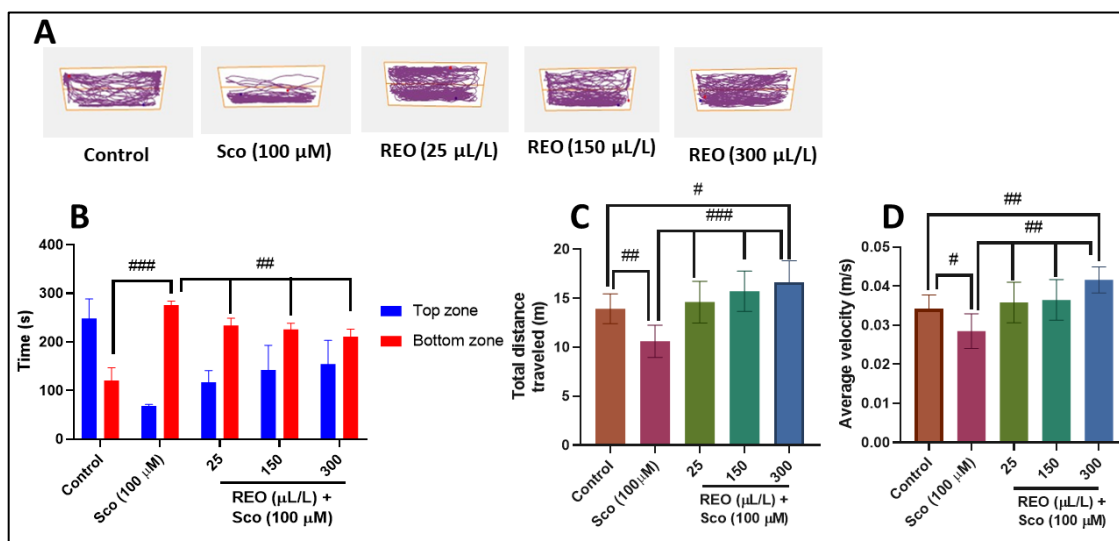 A
Control
Sco (100 µM)
REO (25 µL/L)
REO (150 µL/L)
REO (300 µL/L)
B
400
300
200
100
0
Time (s)
###
##
Top zone
Bottom zone
Control
Sco (100 µM)
25
150
300
REO (µL/L) +
Sco (100 µM)
C
20
15
10
5
0
Total distance
traveled (m)
#
###
##
Control
Sco (100 µM)
25
150
300
REO (µL/L) +
Sco (100 µM)
D
0.05
0.04
0.03
0.02
0.01
0.00
Average velocity (m/s)
##
##
#
Control
Sco (100 µM)
25
150
300
REO (µL/L) +
Sco (100 µM)